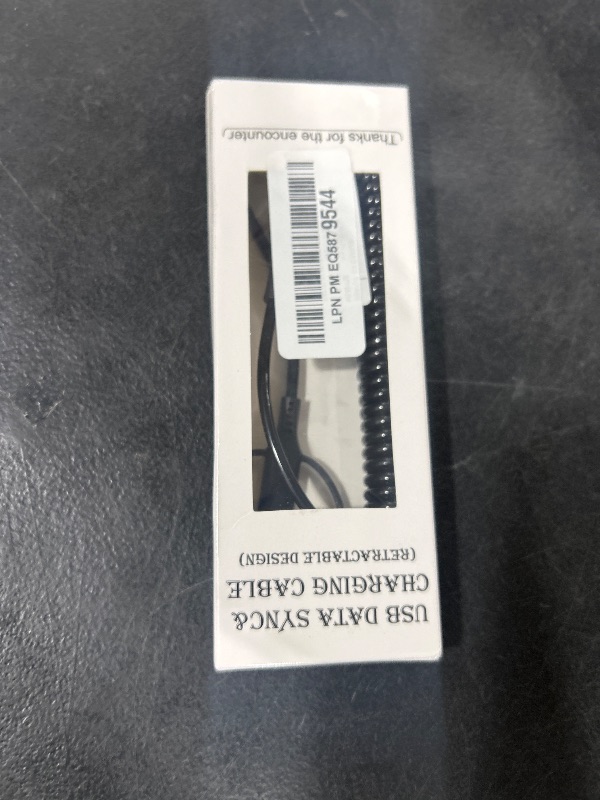 USB DATA SYNC&
CHARGING CABLE
(RETRACTABLE DESIGN)
LPN PM EQ5879544
Thanks for the encounter